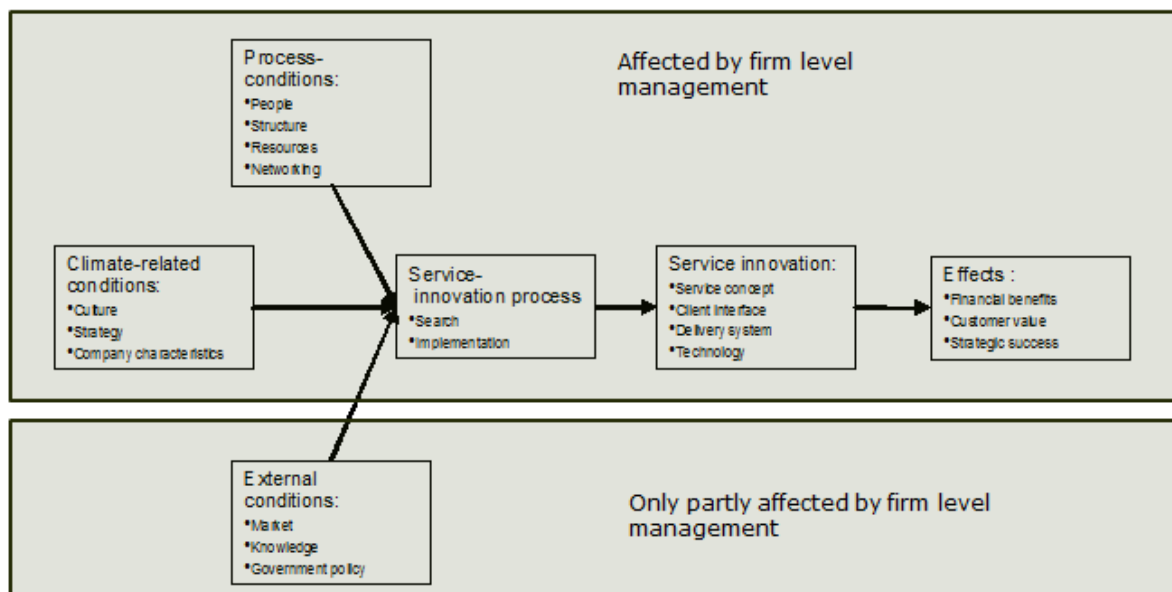 Process-
conditions:
•People
•Structure
•Resources
•Networking
Affected by firm level
management
Climate-related
conditions:
•Culture
•Strategy
•Company characteristics
Service-
innovation process
•Search
•Implementation
Service innovation:
•Service concept
•Client interface
•Delivery system
•Technology
Effects :
•Financial benefits
•Customer value
•Strategic success
External
conditions:
•Market
•Knowledge
•Government policy
Only partly affected by firm level
management